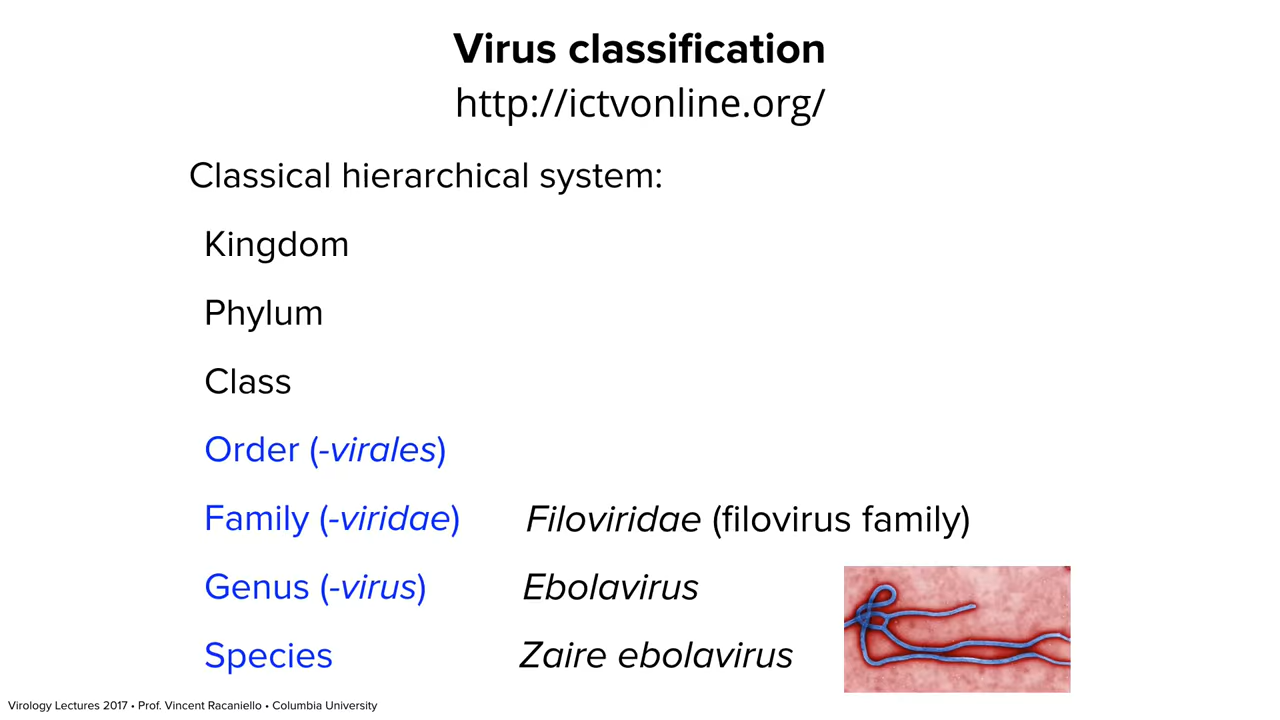 Virus classification
http://ictvonline.org/
Classical hierarchical system:
Kingdom
Phylum
Class
Order (-virales)
Family (-viridae) Filoviridae (filovirus family)
Genus (-virus) Ebolavirus
Species Zaire ebolavirus
Virology Lectures 2017 • Prof. Vincent Racaniello • Columbia University